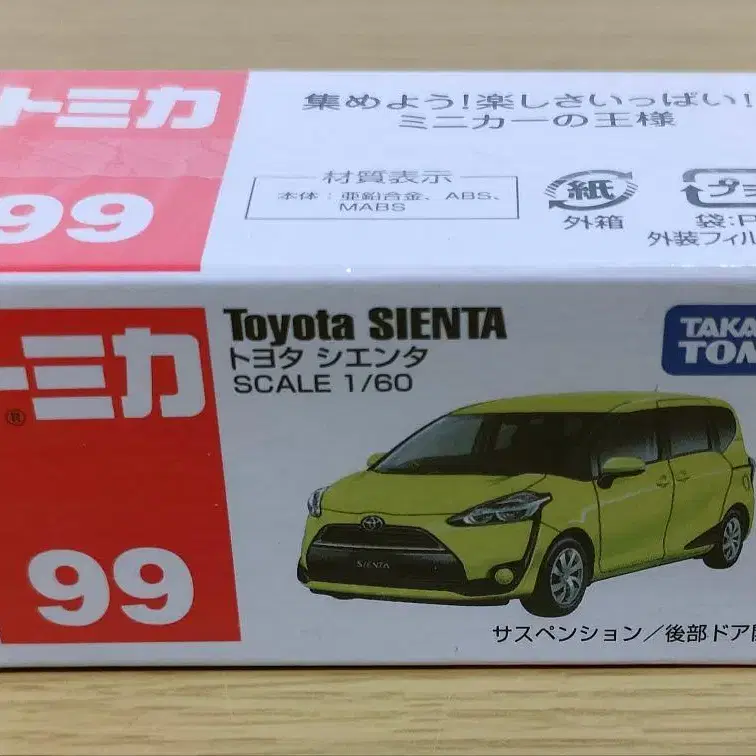 トミカ
99
集めよう!楽しさいっぱい!
ミニカーの王様
材質表示
本体:亜鉛合金、ABS、
MABS
紙
外箱
プ
袋:P
外装フィル
トミカ
®
99
Toyota SIENTA
トヨタ シエンタ
SCALE 1/60
TAKA
TOM
SIENTA
サスペンション/後部ドア